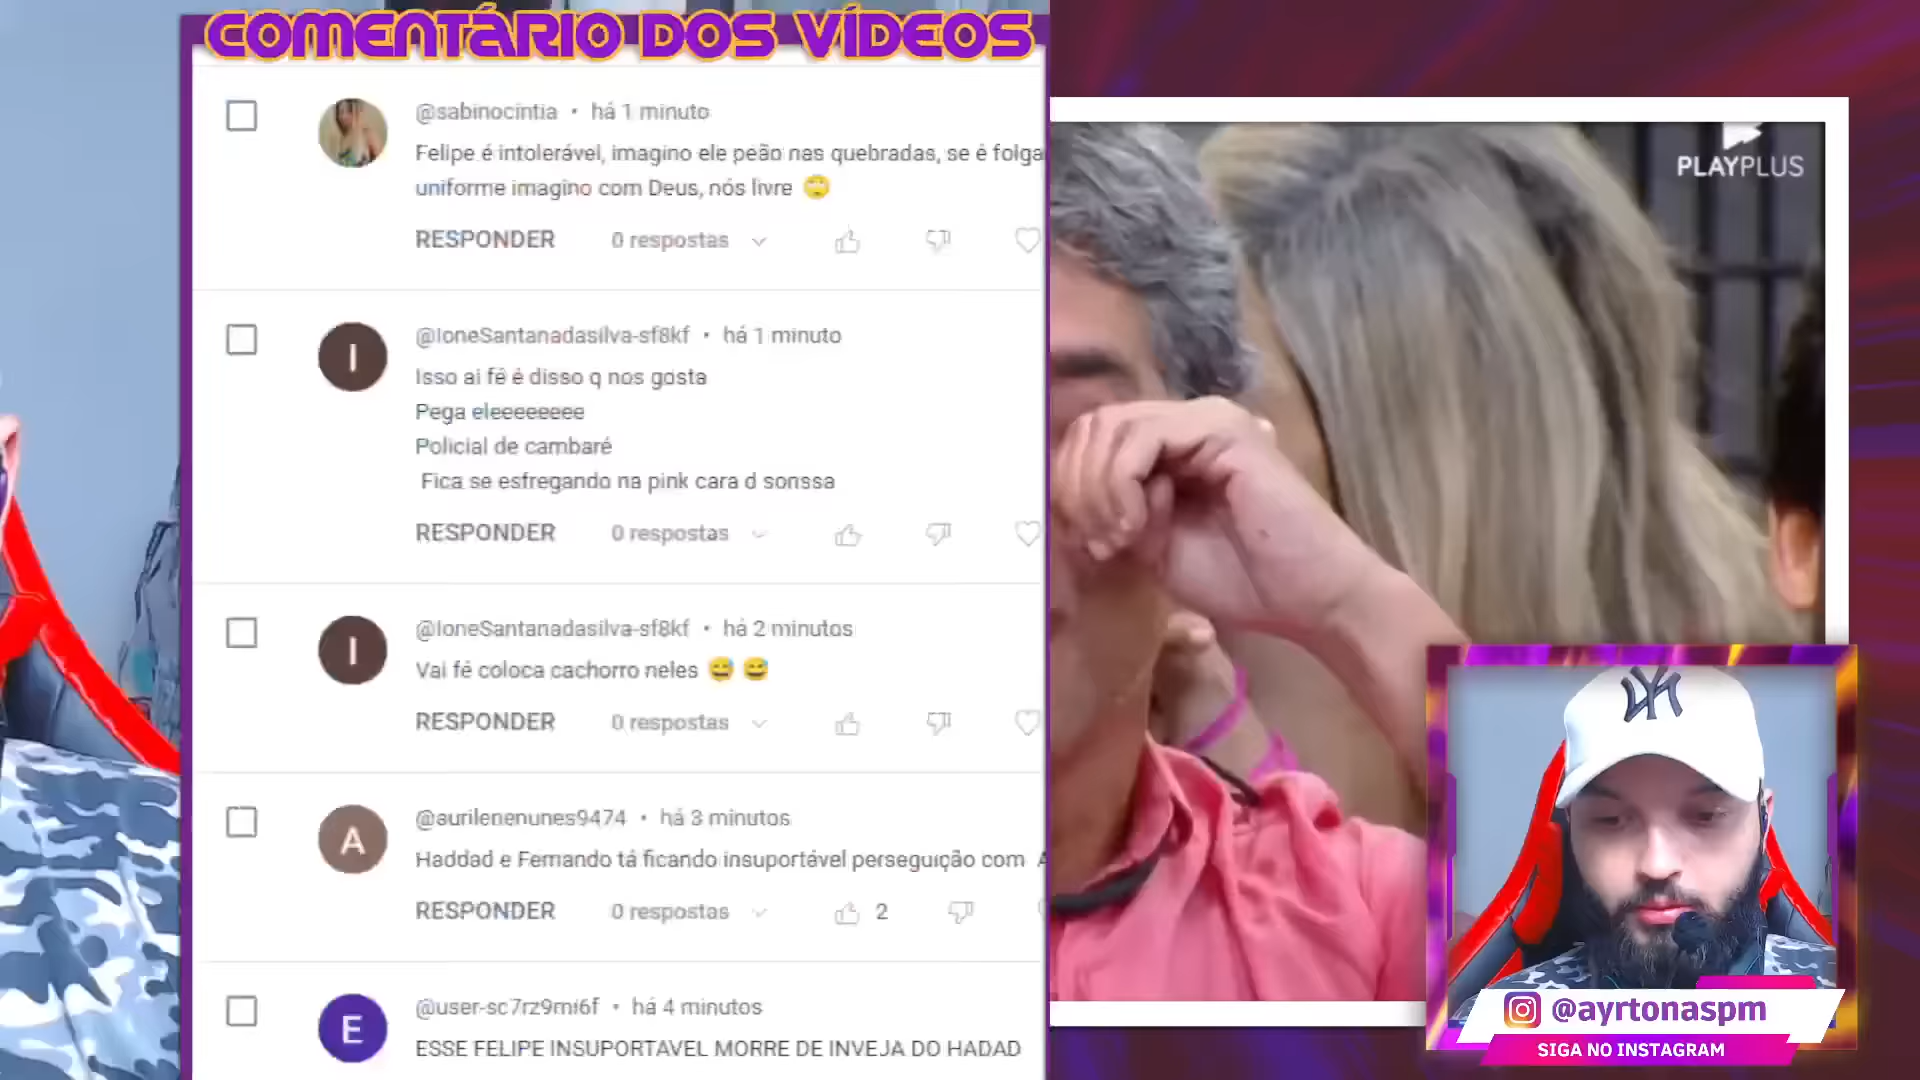 COMENTÁRIO DOS VÍDEOS
@sabinocintia • há 1 minuto
Felipe é intolerável, imagino ele peão nas quebradas, se é folga
uniforme imagino com Deus, nós livre 🙄
RESPONDER 0 respostas
I
@IoneSantanadasilva-sf8kf • há 1 minuto
Isso ai fé é disso q nos gosta
Pega eleeeeeeee
Policial de cambaré
Fica se esfregando na pink cara d sonssa
RESPONDER 0 respostas
I
@IoneSantanadasilva-sf8kf • há 2 minutos
Vai fé coloca cachorro neles 😅 😅
RESPONDER 0 respostas
A
@aurilenenunes9474 • há 3 minutos
Haddad e Fernando tá ficando insuportável perseguição com A
RESPONDER 0 respostas 2
E
@user-sc7rz9mi6f • há 4 minutos
ESSE FELIPE INSUPORTAVEL MORRE DE INVEJA DO HADAD
PLAYPLUS
NY
@ayrtonaspm
SIGA NO INSTAGRAM